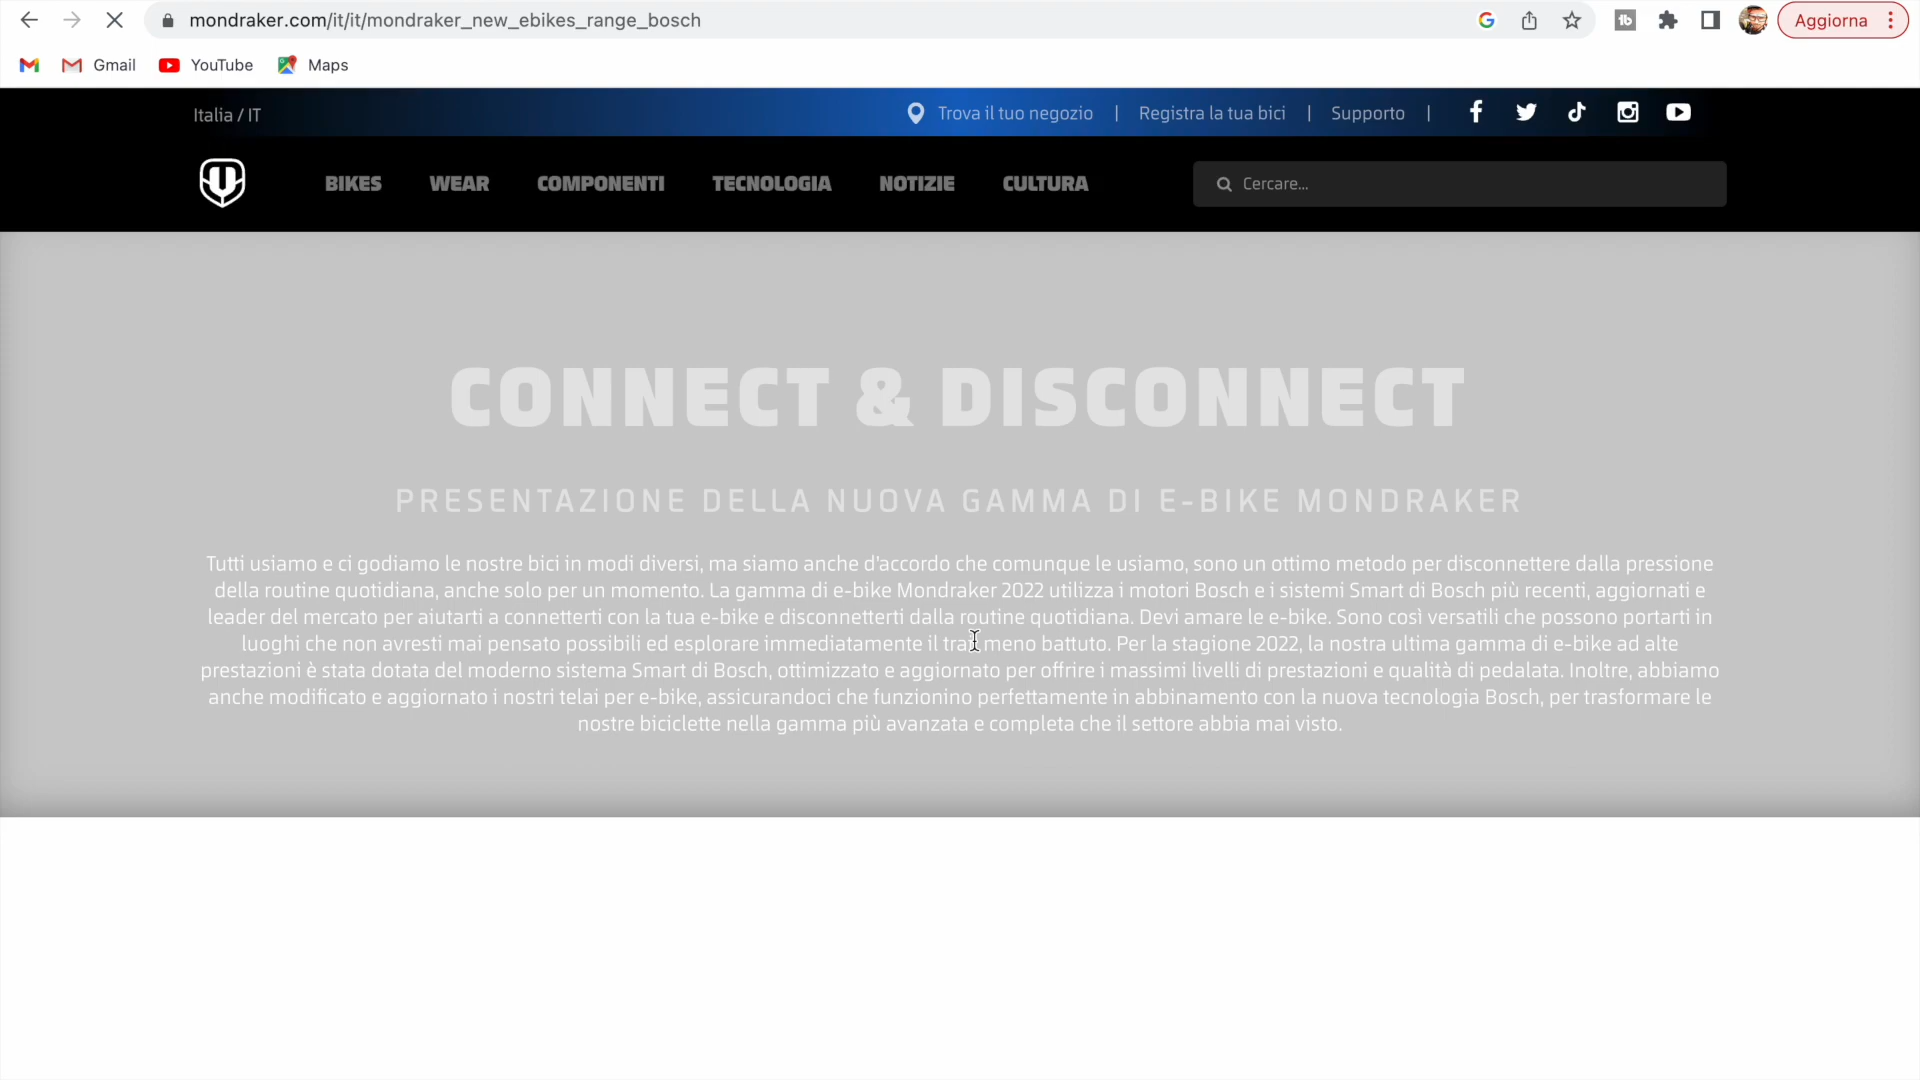 mondraker.com/it/it/mondraker_new_ebikes_range_bosch
Aggiorna
Gmail
YouTube
Maps
Italia / IT
Trova il tuo negozio | Registra la tua bici | Supporto |
BIKES WEAR COMPONENTI TECNOLOGIA NOTIZIE CULTURA
Cercare...
CONNECT & DISCONNECT
PRESENTAZIONE DELLA NUOVA GAMMA DI E-BIKE MONDRAKER
Tutti usiamo e ci godiamo le nostre bici in modi diversi, ma siamo anche d'accordo che comunque le usiamo, sono un ottimo metodo per disconnettere dalla pressione
della routine quotidiana, anche solo per un momento. La gamma di e-bike Mondraker 2022 utilizza i motori Bosch e i sistemi Smart di Bosch più recenti, aggiornati e
leader del mercato per aiutarti a connetterti con la tua e-bike e disconnetterti dalla routine quotidiana. Devi amare le e-bike. Sono così versatili che possono portarti in
luoghi che non avresti mai pensato possibili ed esplorare immediatamente il trail meno battuto. Per la stagione 2022, la nostra ultima gamma di e-bike ad alte
prestazioni è stata dotata del moderno sistema Smart di Bosch, ottimizzato e aggiornato per offrire i massimi livelli di prestazioni e qualità di pedalata. Inoltre, abbiamo
anche modificato e aggiornato i nostri telai per e-bike, assicurandoci che funzionino perfettamente in abbinamento con la nuova tecnologia Bosch, per trasformare le
nostre biciclette nella gamma più avanzata e completa che il settore abbia mai visto.